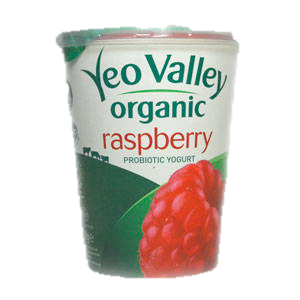 Yeo Valley
organic
raspberry
PROBIOTIC YOGURT